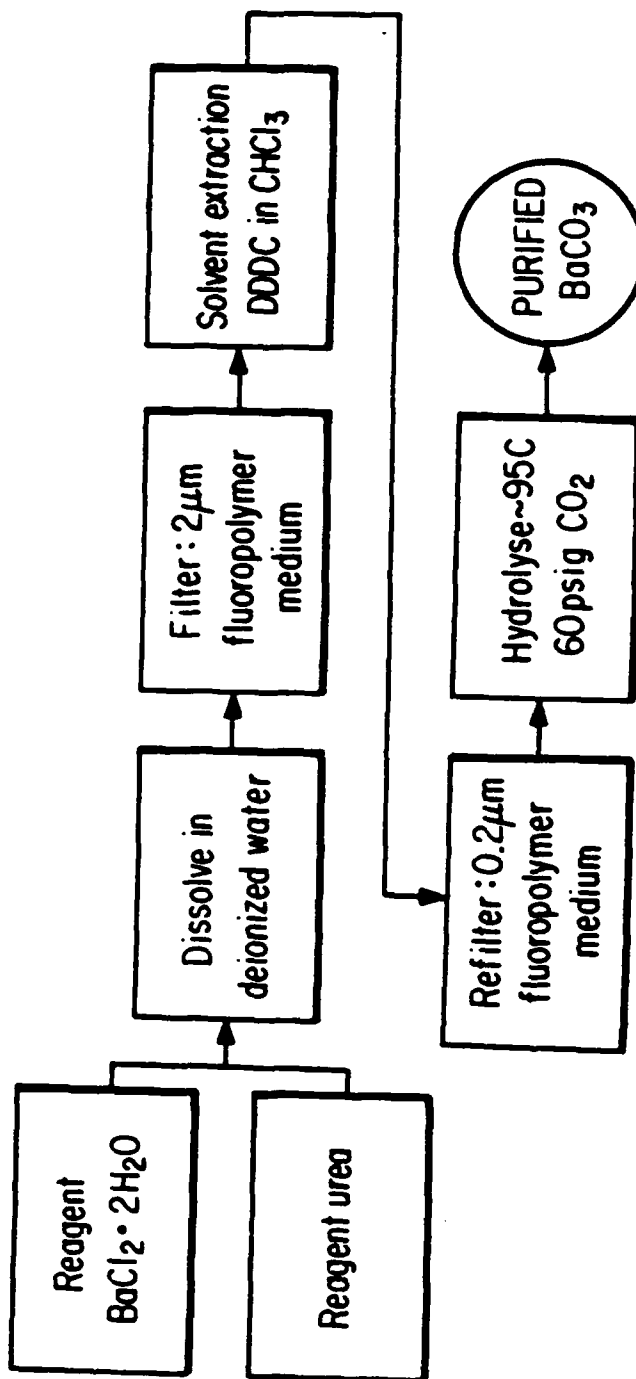 Reagent
BaCl₂ • 2H₂O
Reagent urea
Dissolve in
deionized water
Filter: 2μm
fluoropolymer
medium
Solvent extraction
DDDC in CHCl₃
Refilter: 0.2μm
fluoropolymer
medium
Hydrolyse~95C
60psig CO₂
PURIFIED
BaCO₃